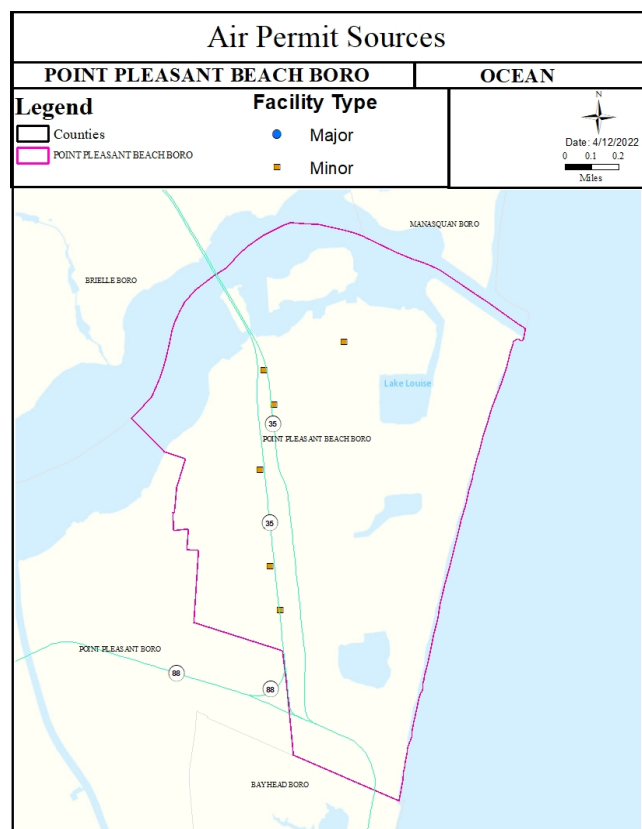 Air Permit Sources
POINT PLEASANT BEACH BORO
OCEAN
Legend
Counties
POINT PLEASANT BEACH BORO
Facility Type
Major
Minor
N
Date: 4/12/2022
0 0.1 0.2
Miles
MANASQUAN BORO
BRIELLE BORO
Lake Louise
35
POINT PLEASANT BEACH BORO
35
POINT PLEASANT BORO
88
88
BAY HEAD BORO